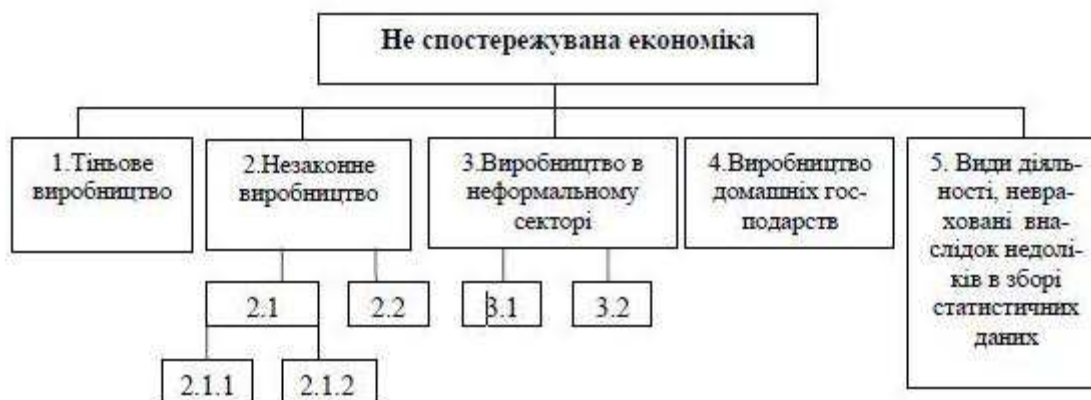 Не спостережувана економіка
1.Тіньове
виробництво
2.Незаконне
виробництво
3.Виробництво в
неформальному
секторі
4.Виробництво
домашніх гос-
подарств
5. Види діяль-
ності, невра-
ховані вна-
слідок недолі-
ків в зборі
статистичних
даних
2.1
2.2
3.1
3.2
2.1.1
2.1.2